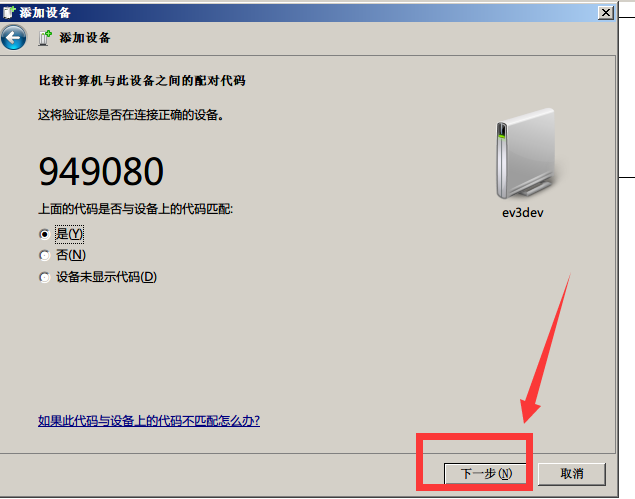 添加设备
添加设备
比较计算机与此设备之间的配对代码
这将验证您是否在连接正确的设备。
949080
ev3dev
上面的代码是否与设备上的代码匹配:
是(Y)
否(N)
设备未显示代码(D)
如果此代码与设备上的代码不匹配怎么办?
下一步(N)
取消